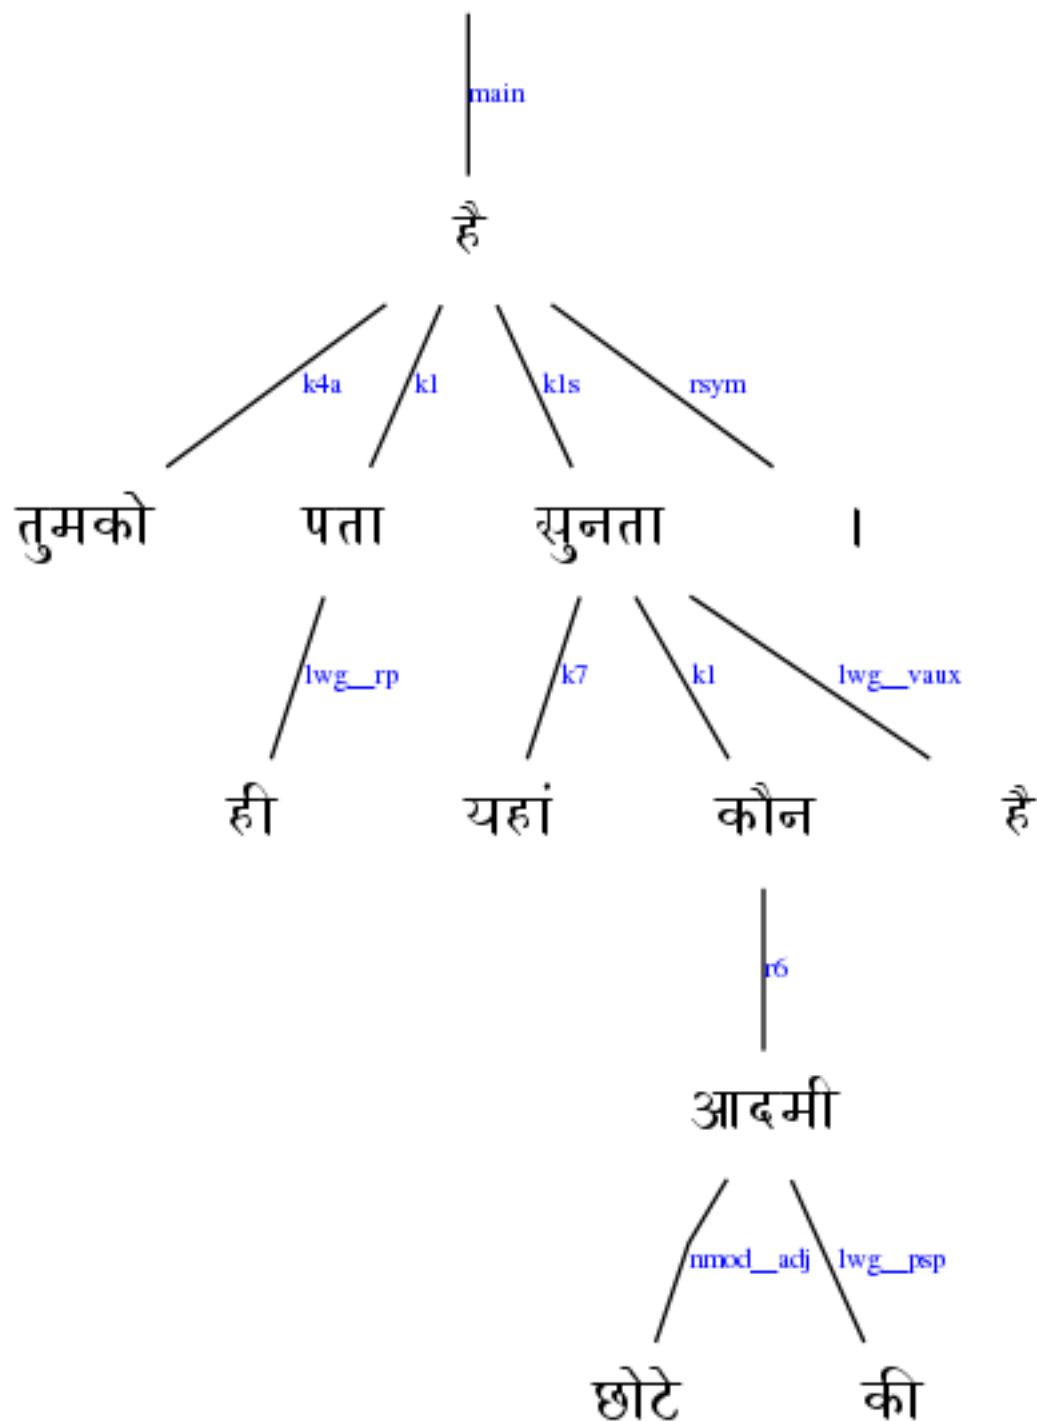 main
है
k4a k1 k1s rsym
तुमको पता सुनता ।
lwg__rp k7 k1 lwg__vaux
ही यहां कौन है
r6
आदमी
nmod__adj lwg__psp
छोटे की